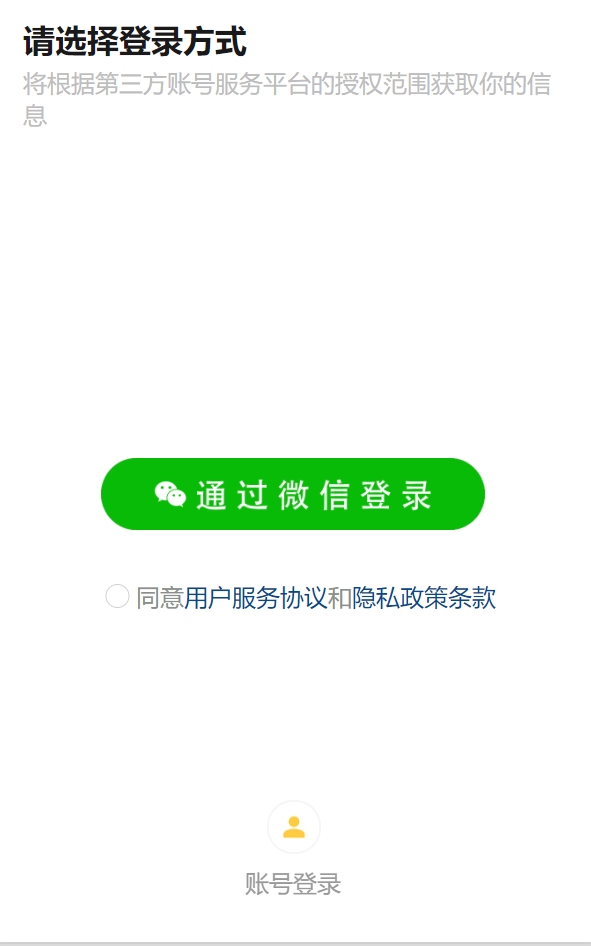 请选择登录方式
将根据第三方账号服务平台的授权范围获取你的信
息
通过微信登录
同意用户服务协议和隐私政策条款
账号登录